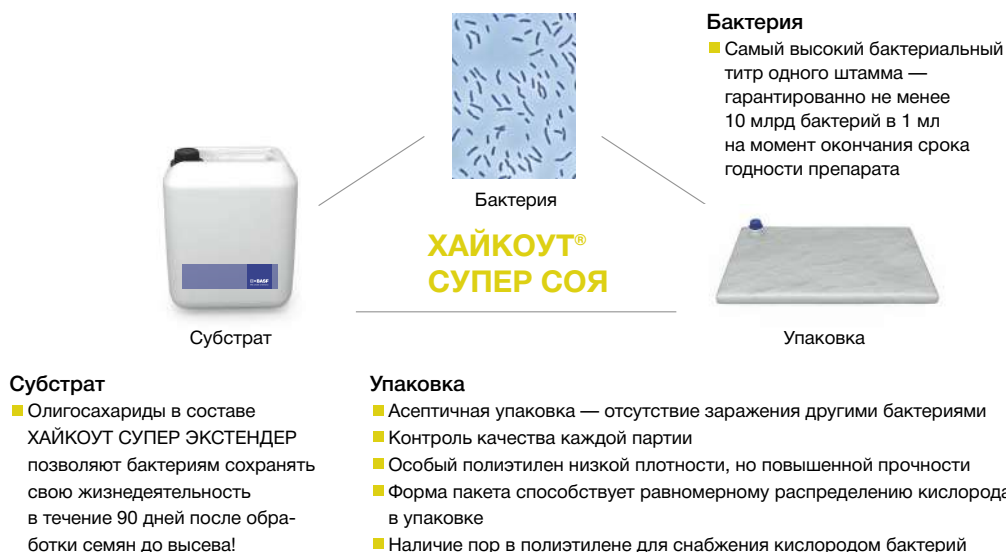 Бактерия
Самый высокий бактериальный
титр одного штамма —
гарантированно не менее
10 млрд бактерий в 1 мл
на момент окончания срока
годности препарата
Бактерия
ХАЙКОУТ®
СУПЕР СОЯ
BASF
Субстрат
Упаковка
Субстрат
Олигосахариды в составе
ХАЙКОУТ СУПЕР ЭКСТЕНДЕР
позволяют бактериям сохранять
свою жизнедеятельность
в течение 90 дней после обра-
ботки семян до высева!
Упаковка
Асептичная упаковка — отсутствие заражения другими бактериями
Контроль качества каждой партии
Особый полиэтилен низкой плотности, но повышенной прочности
Форма пакета способствует равномерному распределению кислорода
в упаковке
Наличие пор в полиэтилене для снабжения кислородом бактерий